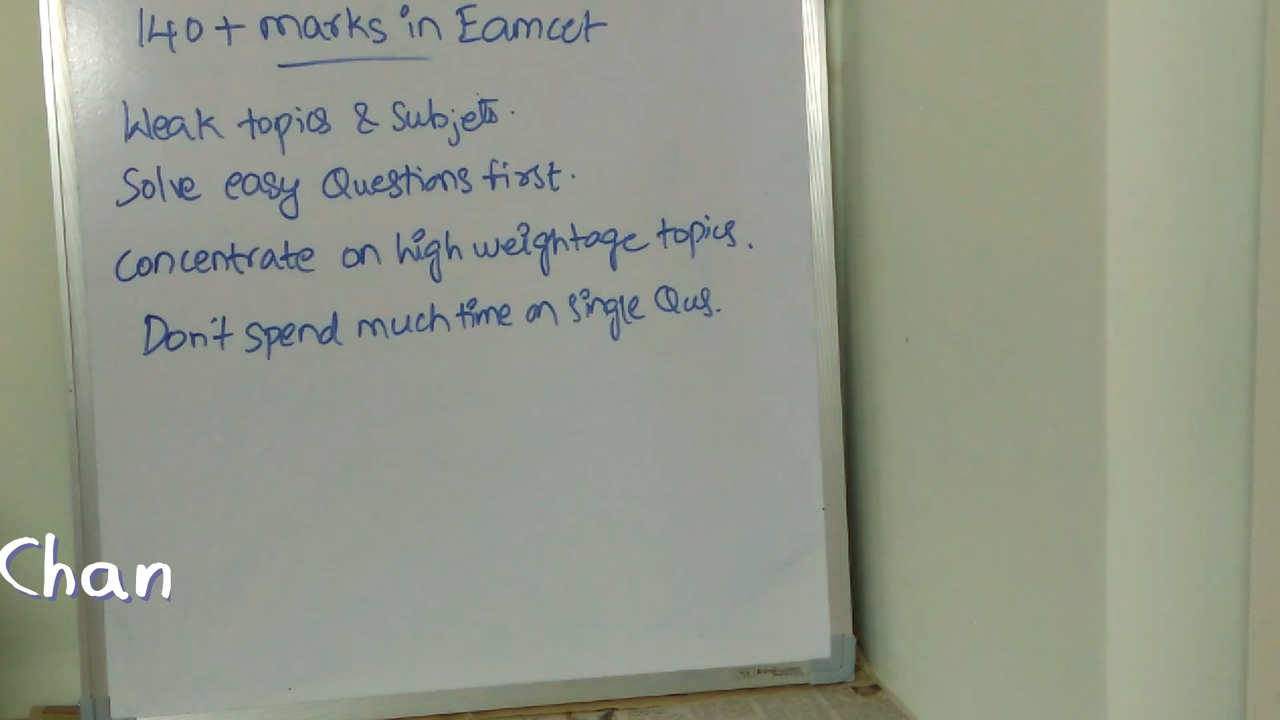 140+ marks in Eamcet
Weak topics & Subjets.
Solve easy Questions first.
Concentrate on high weightage topics.
Don't spend much time on single Qus.
Chan